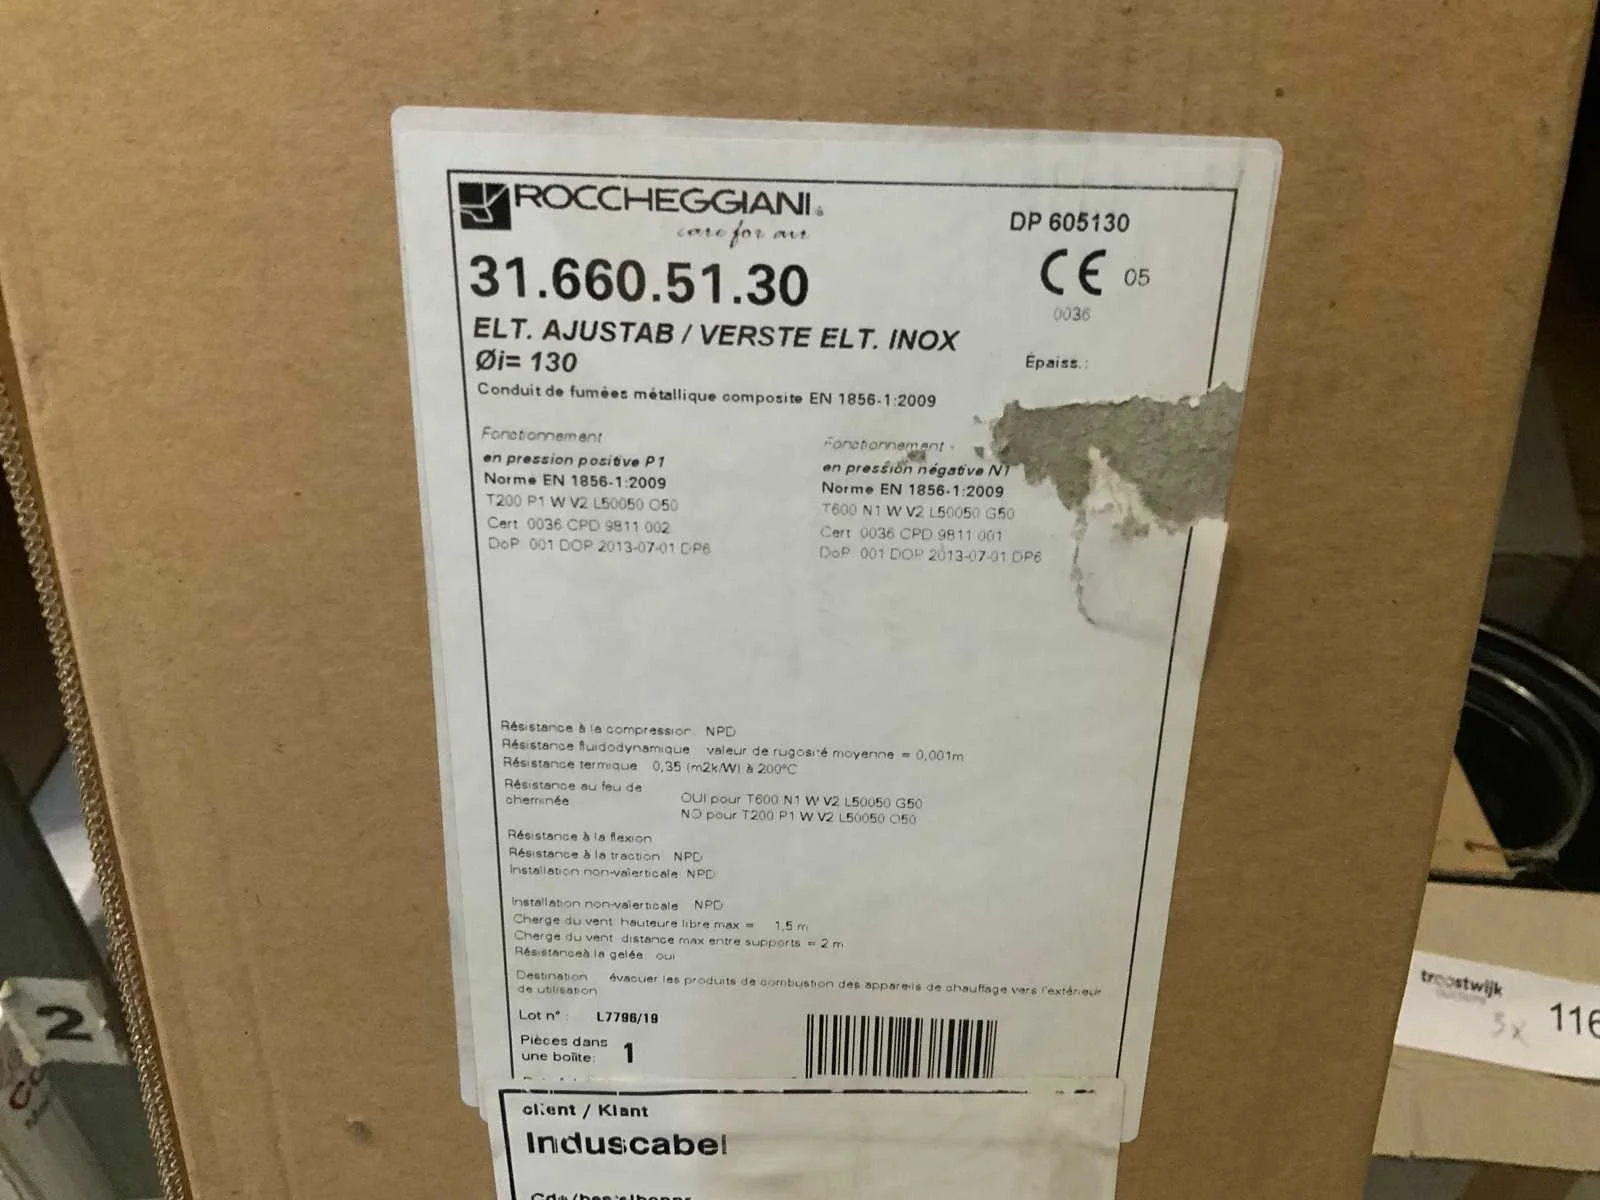 ROCCHEGGIANI
care for air
DP 605130
31.660.51.30
CE 05
0036
ELT. AJUSTAB / VERSTE ELT. INOX
Øi= 130
Épaiss.:
Conduit de fumées métallique composite EN 1856-1:2009
Fonctionnement
en pression positive P1
Norme EN 1856-1:2009
T200 P1 W V2 L50050 O50
Cert 0036 CPD 9811 002
DoP 001 DOP 2013-07-01 DP6
Fonctionnement
en pression négative N1
Norme EN 1856-1:2009
T600 N1 W V2 L50050 G50
Cert 0036 CPD 9811 001
DoP 001 DOP 2013-07-01 DP6
Résistance à la compression NPD
Résistance fluidodynamique valeur de rugosité moyenne = 0,001m
Résistance termique 0,35 (m2k/W) à 200°C
Résistance au feu de
cheminée
OUI pour T600 N1 W V2 L50050 G50
NO pour T200 P1 W V2 L50050 O50
Résistance à la flexion
Résistance à la traction NPD
Installation non-vaierticale NPD
Installation non-vaierticale NPD
Charge du vent hauteure libre max = 1,5 m
Charge du vent distance max entre supports = 2 m
Résistanceà la gelée oui
Destination évacuer les produits de combustion des appareils de chauffage vers l'extérieur
de utilisation
Lot n° : L7796/19
Pièces dans
une boîte: 1
client / Klant
Induscabel
2
troostwijk
5x
116